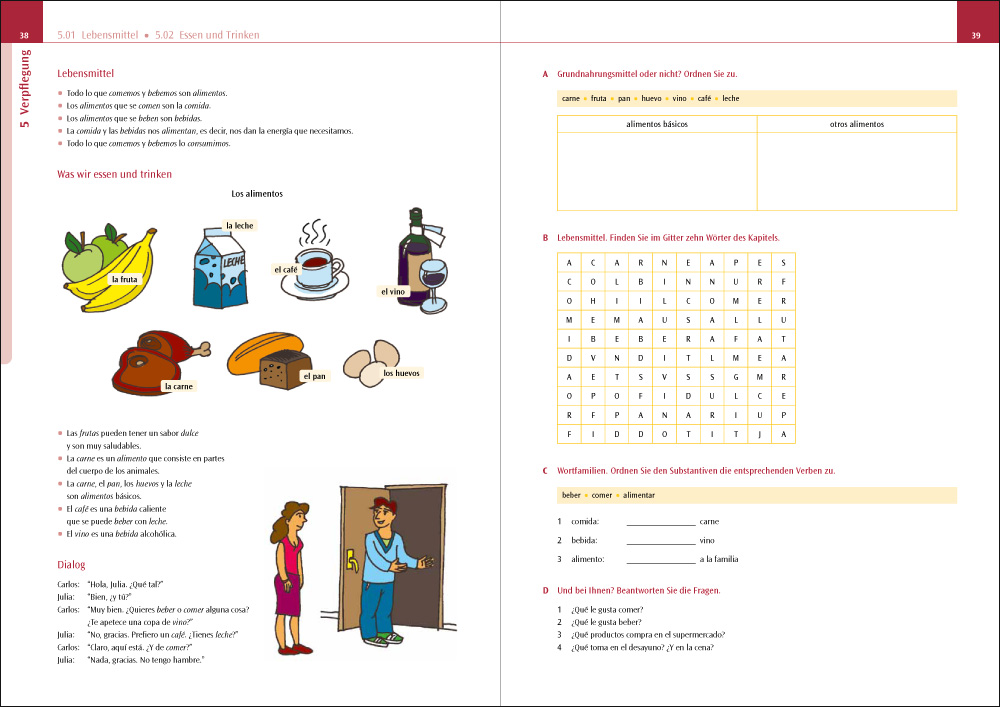 38
5.01 Lebensmittel ▪ 5.02 Essen und Trinken
5 Verpflegung
Lebensmittel
Todo lo que comemos y bebemos son alimentos.
Los alimentos que se comen son la comida.
Los alimentos que se beben son bebidas.
La comida y las bebidas nos alimentan, es decir, nos dan la energía que necesitamos.
Todo lo que comemos y bebemos lo consumimos.
Was wir essen und trinken
Los alimentos
la leche
LECHE
el café
la fruta
el vino
la carne
el pan
los huevos
Las frutas pueden tener un sabor dulce
y son muy saludables.
La carne es un alimento que consiste en partes
del cuerpo de los animales.
La carne, el pan, los huevos y la leche
son alimentos básicos.
El café es una bebida caliente
que se puede beber con leche.
El vino es una bebida alcohólica.
Dialog
Carlos: "Hola, Julia. ¿Qué tal?"
Julia: "Bien, ¿y tú?"
Carlos: "Muy bien. ¿Quieres beber o comer alguna cosa?
¿Te apetece una copa de vino?"
Julia: "No, gracias. Prefiero un café. ¿Tienes leche?"
Carlos: "Claro, aquí está. ¿Y de comer?"
Julia: "Nada, gracias. No tengo hambre."
39
A Grundnahrungsmittel oder nicht? Ordnen Sie zu.
carne • fruta • pan • huevo • vino • café • leche
alimentos básicos otros alimentos
B Lebensmittel. Finden Sie im Gitter zehn Wörter des Kapitels.
A C A R N E A P E S
C O L B I N N U R F
O H I I L C O M E R
M E M A U S A L L U
I B E B E R A F A T
D V N D I T L M E A
A E T S V S S G M R
O P O F I D U L C E
R F P A N A R I U P
F I D D O T I T J A
C Wortfamilien. Ordnen Sie den Substantiven die entsprechenden Verben zu.
beber • comer • alimentar
1 comida: ________________ carne
2 bebida: ________________ vino
3 alimento: ________________ a la familia
D Und bei Ihnen? Beantworten Sie die Fragen.
1 ¿Qué le gusta comer?
2 ¿Qué le gusta beber?
3 ¿Qué productos compra en el supermercado?
4 ¿Qué toma en el desayuno? ¿Y en la cena?